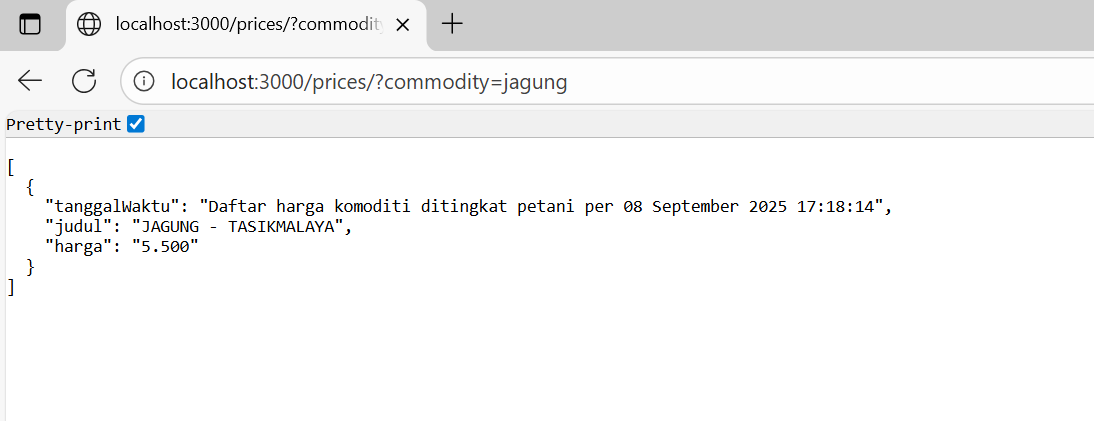 localhost:3000/prices/?commodit
localhost:3000/prices/?commodity=jagung
Pretty-print
[
  {
    "tanggalWaktu": "Daftar harga komoditi ditingkat petani per 08 September 2025 17:18:14",
    "judul": "JAGUNG - TASIKMALAYA",
    "harga": "5.500"
  }
]